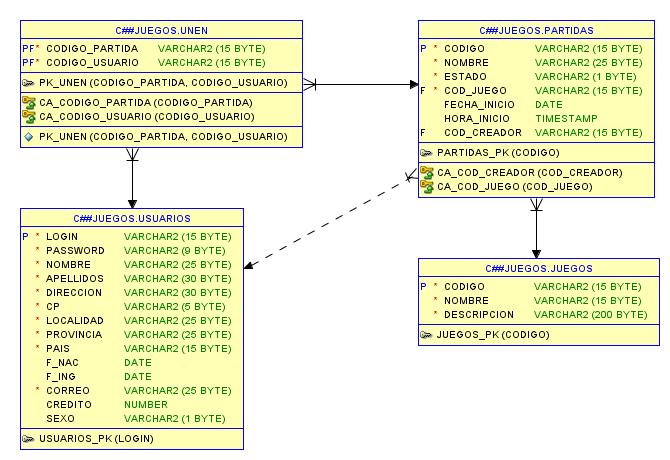 C##JUEGOS.UNEN
PF* CODIGO_PARTIDA VARCHAR2 (15 BYTE)
PF* CODIGO_USUARIO VARCHAR2 (15 BYTE)
PK_UNEN (CODIGO_PARTIDA, CODIGO_USUARIO)
CA_CODIGO_PARTIDA (CODIGO_PARTIDA)
CA_CODIGO_USUARIO (CODIGO_USUARIO)
PK_UNEN (CODIGO_PARTIDA, CODIGO_USUARIO)
C##JUEGOS.PARTIDAS
P * CODIGO VARCHAR2 (15 BYTE)
* NOMBRE VARCHAR2 (25 BYTE)
* ESTADO VARCHAR2 (1 BYTE)
F * COD_JUEGO VARCHAR2 (15 BYTE)
FECHA_INICIO DATE
HORA_INICIO TIMESTAMP
F COD_CREADOR VARCHAR2 (15 BYTE)
PARTIDAS_PK (CODIGO)
CA_COD_CREADOR (COD_CREADOR)
CA_COD_JUEGO (COD_JUEGO)
C##JUEGOS.USUARIOS
P * LOGIN VARCHAR2 (15 BYTE)
* PASSWORD VARCHAR2 (9 BYTE)
* NOMBRE VARCHAR2 (25 BYTE)
* APELLIDOS VARCHAR2 (30 BYTE)
* DIRECCION VARCHAR2 (30 BYTE)
* CP VARCHAR2 (5 BYTE)
* LOCALIDAD VARCHAR2 (25 BYTE)
* PROVINCIA VARCHAR2 (25 BYTE)
* PAIS VARCHAR2 (15 BYTE)
F_NAC DATE
F_ING DATE
* CORREO VARCHAR2 (25 BYTE)
CREDITO NUMBER
SEXO VARCHAR2 (1 BYTE)
USUARIOS_PK (LOGIN)
C##JUEGOS.JUEGOS
P * CODIGO VARCHAR2 (15 BYTE)
* NOMBRE VARCHAR2 (15 BYTE)
* DESCRIPCION VARCHAR2 (200 BYTE)
JUEGOS_PK (CODIGO)